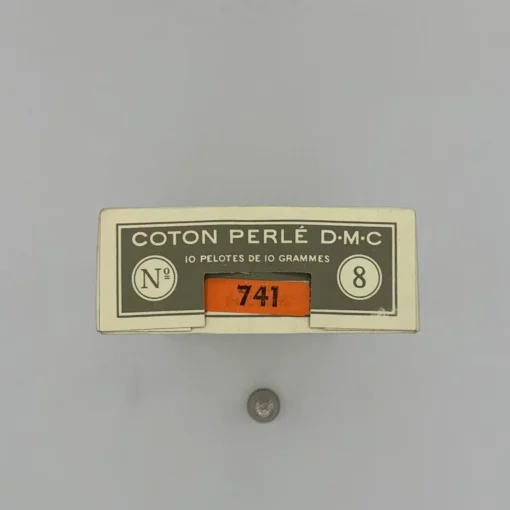 COTON PERLÉ D·M·C
10 PELOTES DE 10 GRAMMES
Nº 8
741